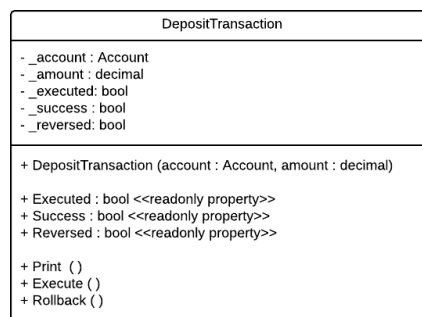 DepositTransaction
- _account : Account
- _amount : decimal
- _executed: bool
- _success : bool
- _reversed: bool
+ DepositTransaction (account : Account, amount : decimal)
+ Executed : bool <<readonly property>>
+ Success : bool <<readonly property>>
+ Reversed : bool <<readonly property>>
+ Print  ( )
+ Execute ( )
+ Rollback ( )